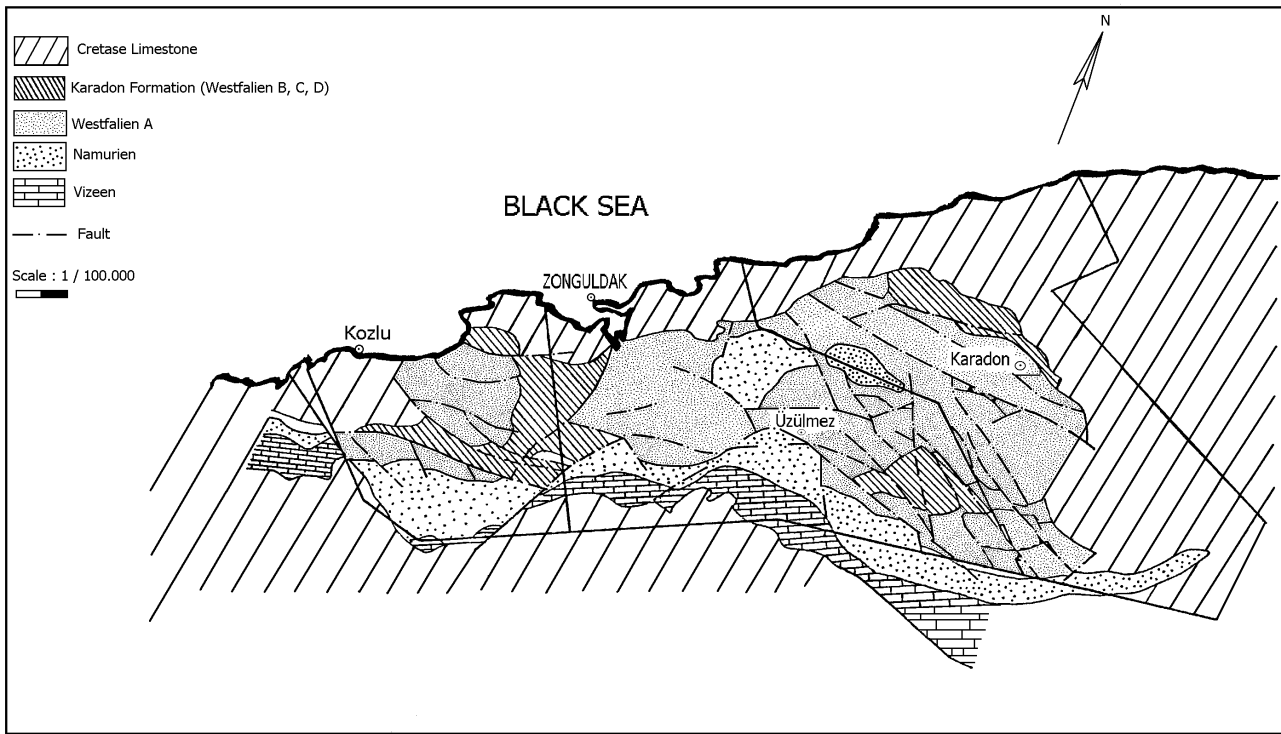 Cretase Limestone
Karadon Formation (Westfalien B, C, D)
Westfalien A
Namurien
Vizeen
Fault
Scale : 1 / 100.000
N
BLACK SEA
ZONGULDAK
Kozlu
Karadon
Üzülmez